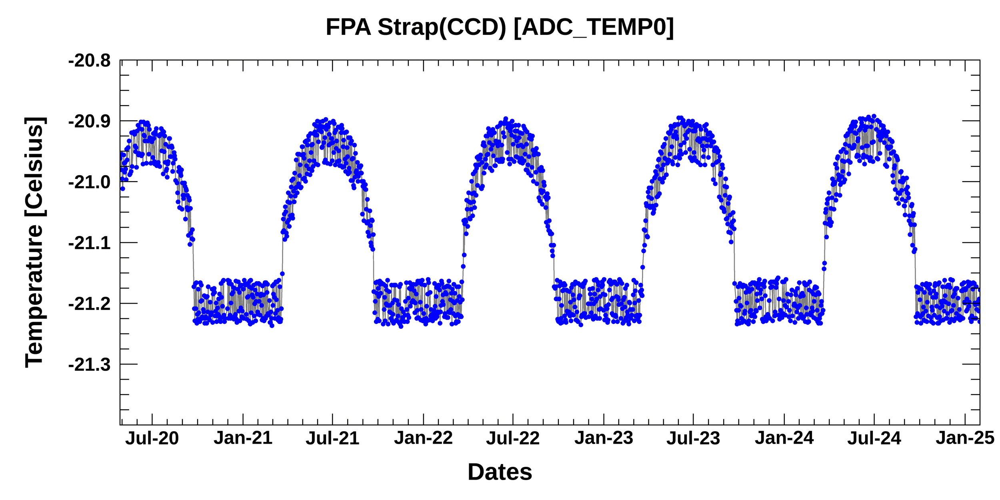 FPA Strap(CCD) [ADC_TEMP0]
Temperature [Celsius]
-20.8
-20.9
-21.0
-21.1
-21.2
-21.3
Jul-20 Jan-21 Jul-21 Jan-22 Jul-22 Jan-23 Jul-23 Jan-24 Jul-24 Jan-25
Dates